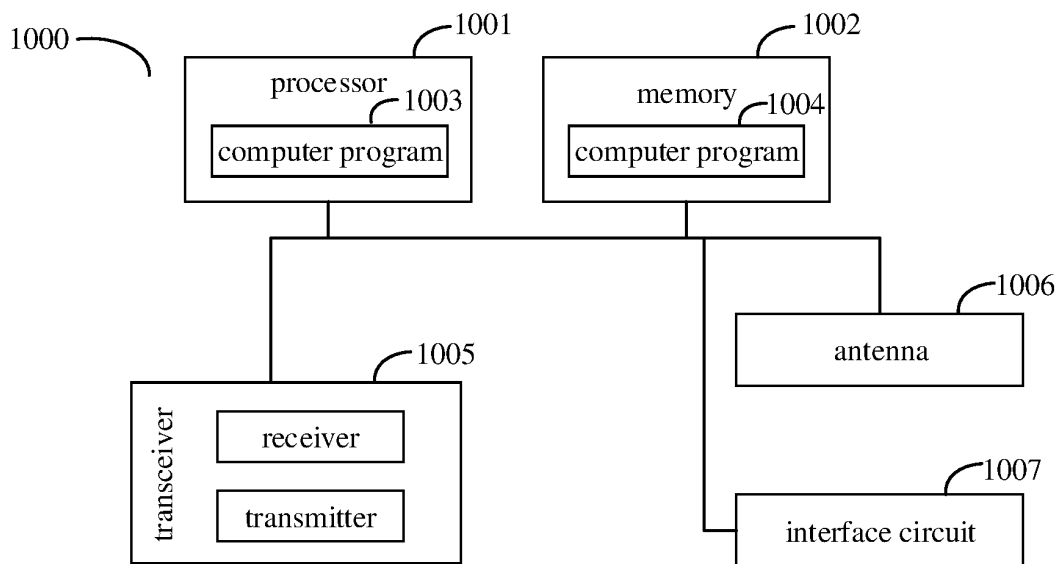 1000
1001
1002
processor
memory
1003
1004
computer program
computer program
1006
antenna
1005
transceiver
receiver
transmitter
1007
interface circuit